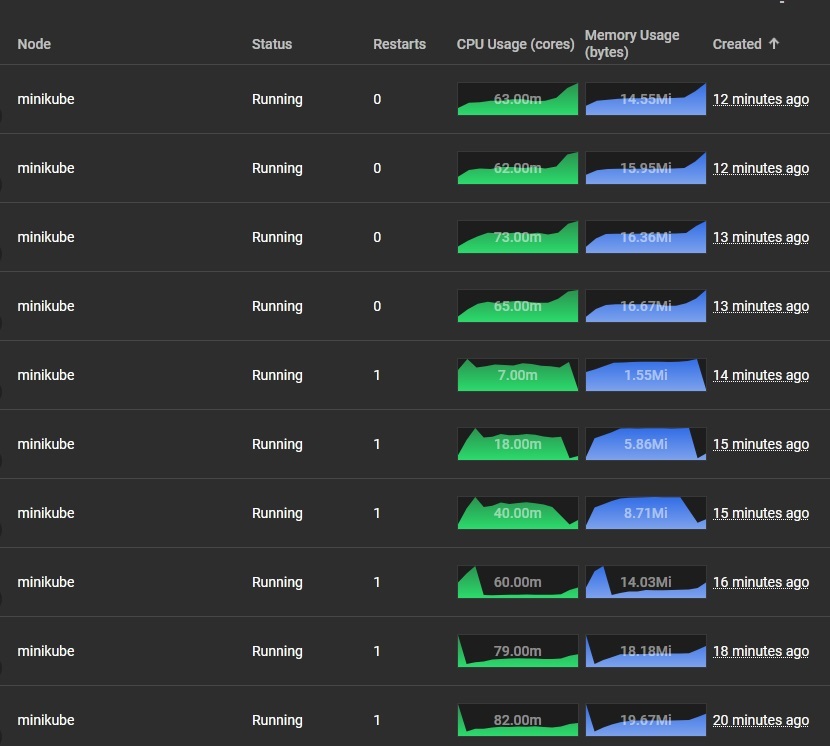 Node Status Restarts CPU Usage (cores) Memory Usage (bytes) Created ↑
minikube Running 0 63.00m 14.55Mi 12 minutes ago
minikube Running 0 62.00m 15.95Mi 12 minutes ago
minikube Running 0 73.00m 16.36Mi 13 minutes ago
minikube Running 0 65.00m 16.67Mi 13 minutes ago
minikube Running 1 7.00m 1.55Mi 14 minutes ago
minikube Running 1 18.00m 5.86Mi 15 minutes ago
minikube Running 1 40.00m 8.71Mi 15 minutes ago
minikube Running 1 60.00m 14.03Mi 16 minutes ago
minikube Running 1 79.00m 18.18Mi 18 minutes ago
minikube Running 1 82.00m 19.67Mi 20 minutes ago